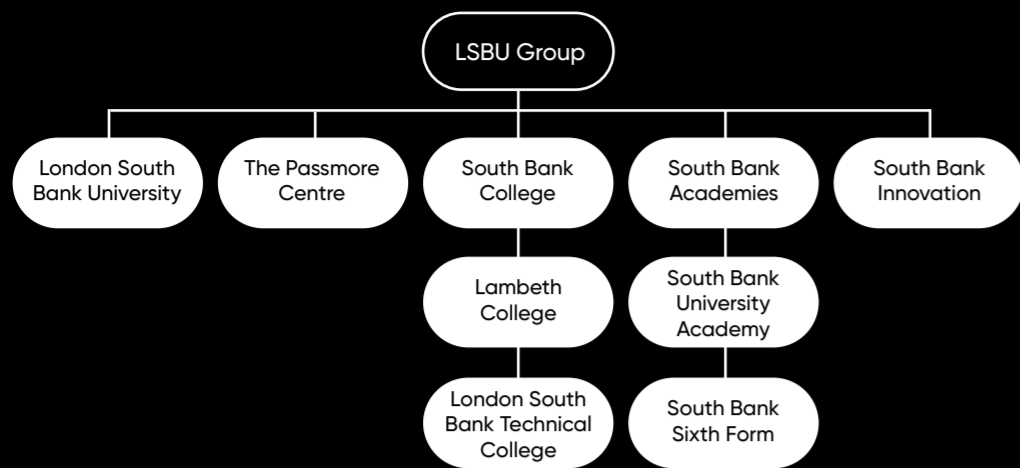 LSBU Group
London South
Bank University
The Passmore
Centre
South Bank
College
South Bank
Academies
South Bank
Innovation
Lambeth
College
South Bank
University
Academy
London South
Bank Technical
College
South Bank
Sixth Form